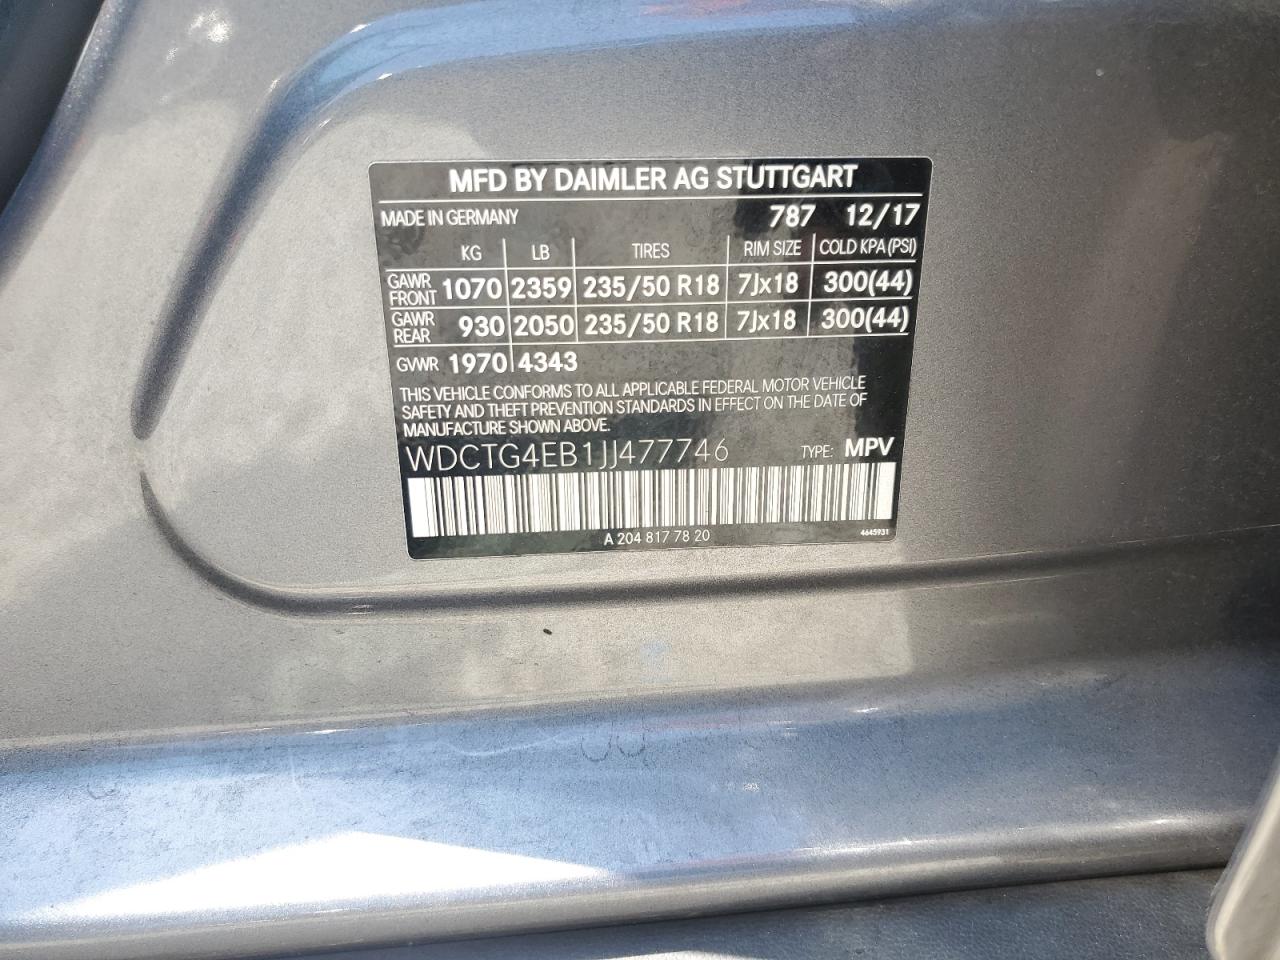 MFD BY DAIMLER AG STUTTGART
MADE IN GERMANY 787 12/17
KG LB TIRES RIM SIZE COLD KPA (PSI)
GAWR FRONT 1070 2359 235/50 R18 7Jx18 300(44)
GAWR REAR 930 2050 235/50 R18 7Jx18 300(44)
GVWR 1970 4343
THIS VEHICLE CONFORMS TO ALL APPLICABLE FEDERAL MOTOR VEHICLE
SAFETY AND THEFT PREVENTION STANDARDS IN EFFECT ON THE DATE OF
MANUFACTURE SHOWN ABOVE.
WDCTG4EB1JJ477746 TYPE: MPV
A 204 817 78 20 4645931